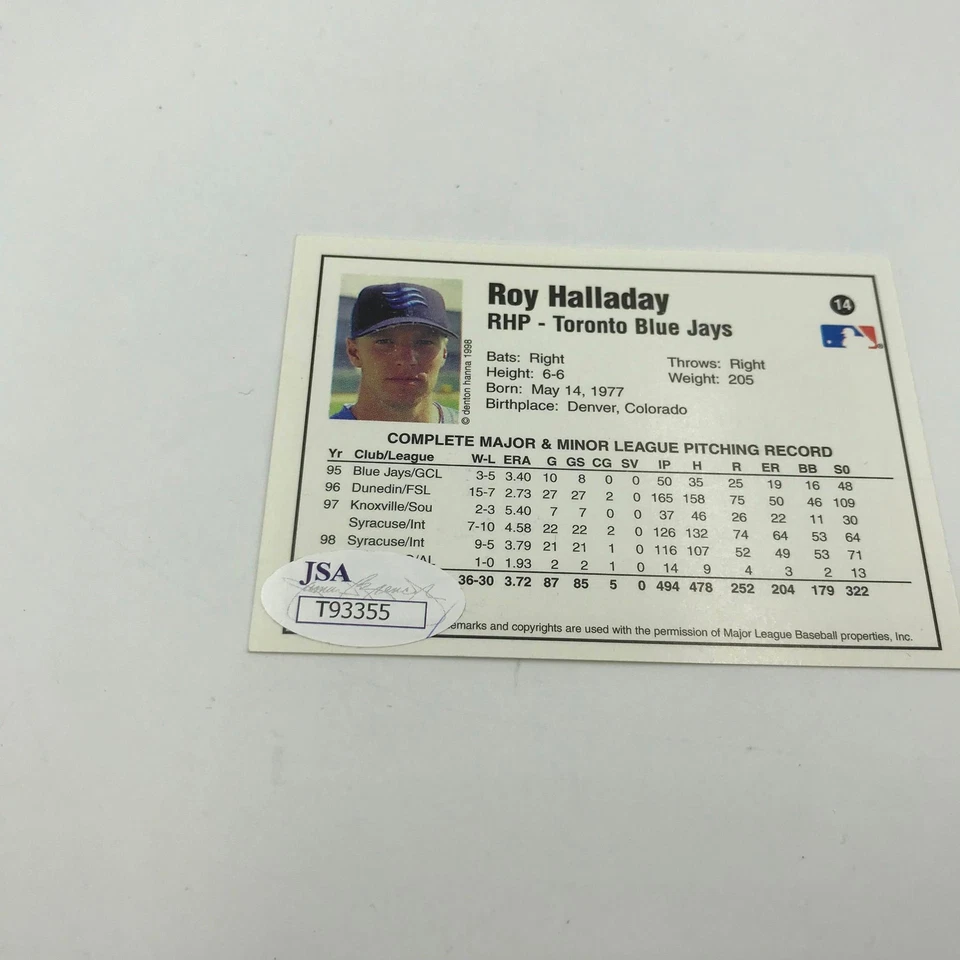 Roy Halladay
14
RHP - Toronto Blue Jays
Bats: Right Throws: Right
Height: 6-6 Weight: 205
Born: May 14, 1977
Birthplace: Denver, Colorado
© denton hanna 1998
COMPLETE MAJOR & MINOR LEAGUE PITCHING RECORD
Yr Club/League W-L ERA G GS CG SV IP H R ER BB S0
95 Blue Jays/GCL 3-5 3.40 10 8 0 0 50 35 25 19 16 48
96 Dunedin/FSL 15-7 2.73 27 27 2 0 165 158 75 50 46 109
97 Knoxville/Sou 2-3 5.40 7 7 0 0 37 46 26 22 11 30
Syracuse/Int 7-10 4.58 22 22 2 0 126 132 74 64 53 64
98 Syracuse/Int 9-5 3.79 21 21 1 0 116 107 52 49 53 71
/AL 1-0 1.93 2 2 1 0 14 9 4 3 2 13
36-30 3.72 87 85 5 0 494 478 252 204 179 322
JSA
T93355
emarks and copyrights are used with the permission of Major League Baseball properties, Inc.